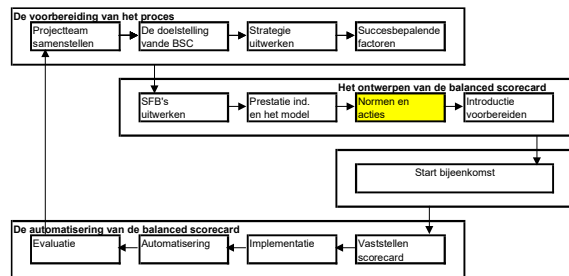 De voorbereiding van het proces
Projectteam
samenstellen
De doelstelling
vande BSC
Strategie
uitwerken
Succesbepalende
factoren
Het ontwerpen van de balanced scorecard
SFB's
uitwerken
Prestatie ind.
en het model
Normen en
acties
Introductie
voorbereiden
Start bijeenkomst
De automatisering van de balanced scorecard
Evaluatie
Automatisering
Implementatie
Vaststellen
scorecard